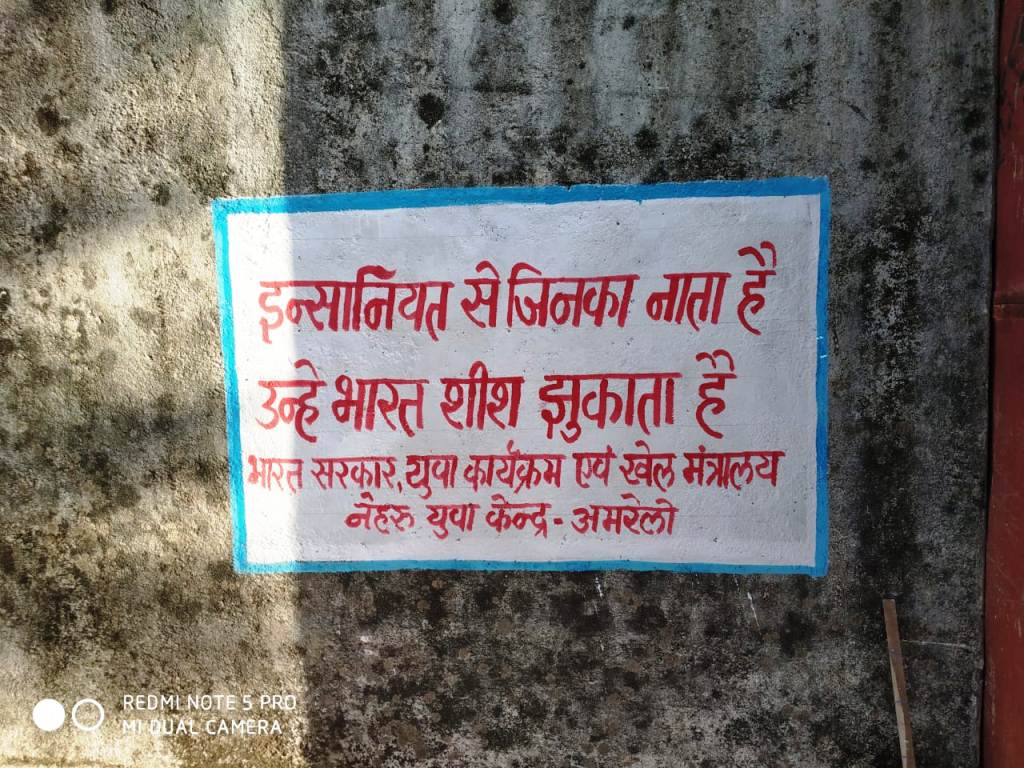 इन्सानियत से जिनका नाता है
उन्हे भारत शीश झुकाता है
भारत सरकार, युवा कार्यक्रम एवं खेल मंत्रालय
नेहरु युवा केन्द्र - अमरेली
REDMI NOTE 5 PRO
MI DUAL CAMERA